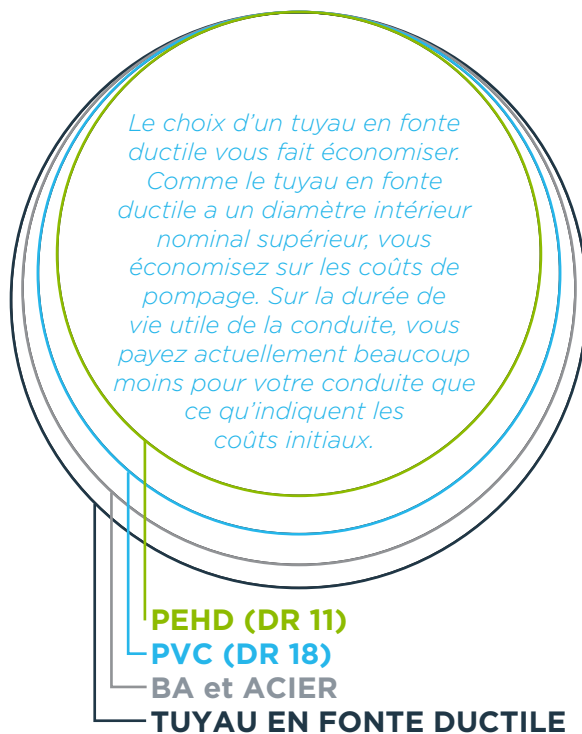 Le choix d’un tuyau en fonte
ductile vous fait économiser.
Comme le tuyau en fonte
ductile a un diamètre intérieur
nominal supérieur, vous
économisez sur les coûts de
pompage. Sur la durée de
vie utile de la conduite, vous
payez actuellement beaucoup
moins pour votre conduite que
ce qu’indiquent les
coûts initiaux.
PEHD (DR 11)
PVC (DR 18)
BA et ACIER
TUYAU EN FONTE DUCTILE